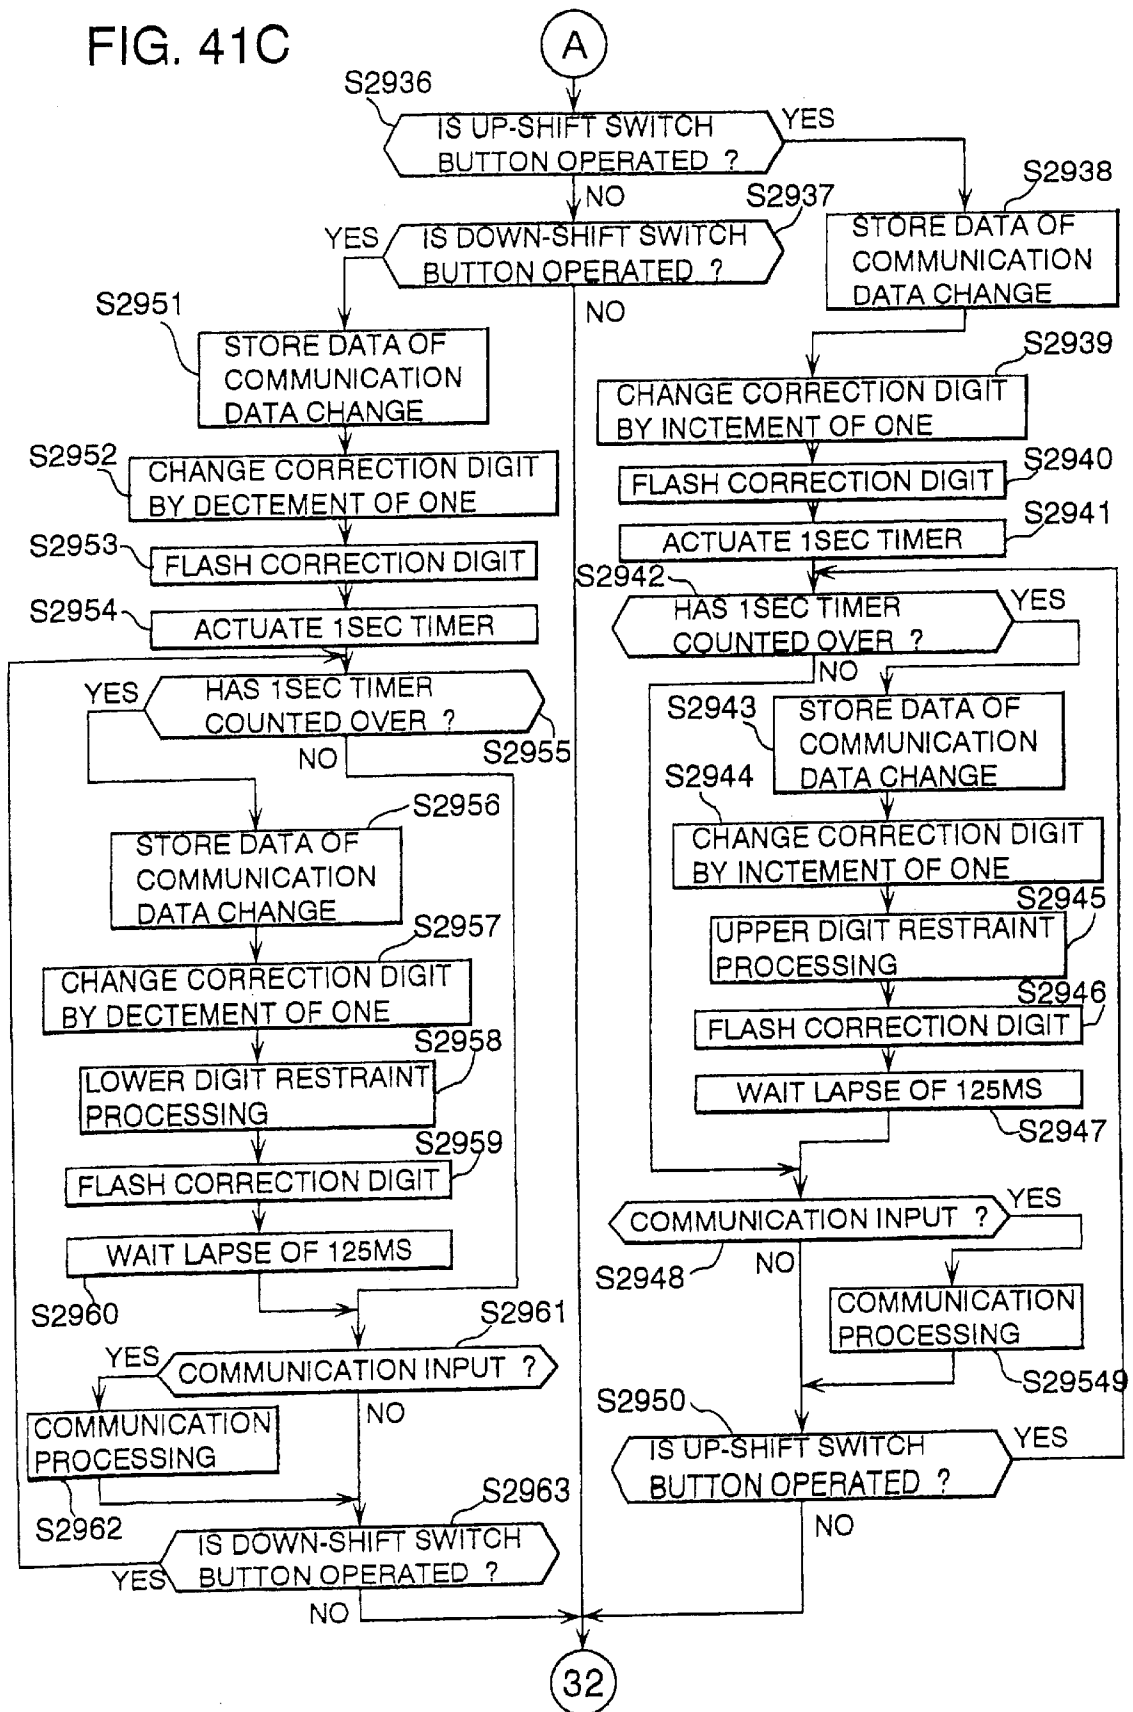 FIG. 41C
A
S2936
IS UP-SHIFT SWITCH
BUTTON OPERATED ?
YES
NO
S2937
S2938
YES
IS DOWN-SHIFT SWITCH
BUTTON OPERATED ?
NO
STORE DATA OF
COMMUNICATION
DATA CHANGE
S2951
STORE DATA OF
COMMUNICATION
DATA CHANGE
S2952
CHANGE CORRECTION DIGIT
BY DECTEMENT OF ONE
S2953
FLASH CORRECTION DIGIT
S2954
ACTUATE 1SEC TIMER
YES
HAS 1SEC TIMER
COUNTED OVER ?
NO
S2955
S2956
STORE DATA OF
COMMUNICATION
DATA CHANGE
S2957
CHANGE CORRECTION DIGIT
BY DECTEMENT OF ONE
S2958
LOWER DIGIT RESTRAINT
PROCESSING
S2959
FLASH CORRECTION DIGIT
WAIT LAPSE OF 125MS
S2960
S2961
YES
COMMUNICATION INPUT ?
NO
COMMUNICATION
PROCESSING
S2962
S2963
IS DOWN-SHIFT SWITCH
BUTTON OPERATED ?
YES
NO
S2939
CHANGE CORRECTION DIGIT
BY INCTEMENT OF ONE
S2940
FLASH CORRECTION DIGIT
S2941
ACTUATE 1SEC TIMER
S2942
HAS 1SEC TIMER
COUNTED OVER ?
YES
NO
S2943
STORE DATA OF
COMMUNICATION
DATA CHANGE
S2944
CHANGE CORRECTION DIGIT
BY INCTEMENT OF ONE
S2945
UPPER DIGIT RESTRAINT
PROCESSING
S2946
FLASH CORRECTION DIGIT
WAIT LAPSE OF 125MS
S2947
COMMUNICATION INPUT ?
YES
S2948
NO
COMMUNICATION
PROCESSING
S29549
S2950
IS UP-SHIFT SWITCH
BUTTON OPERATED ?
YES
NO
32